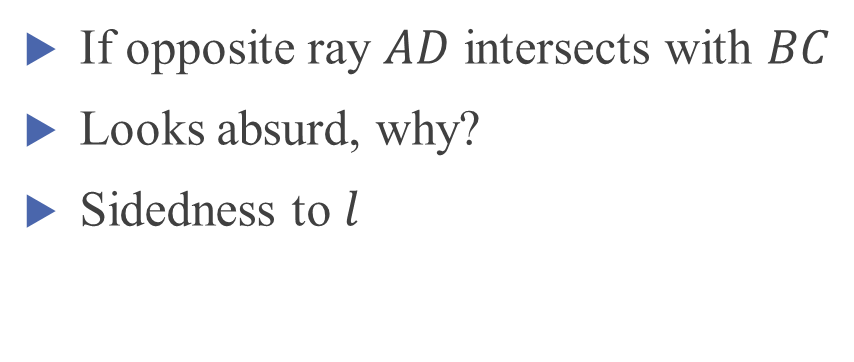 If opposite ray AD intersects with BC
Looks absurd, why?
Sidedness to l